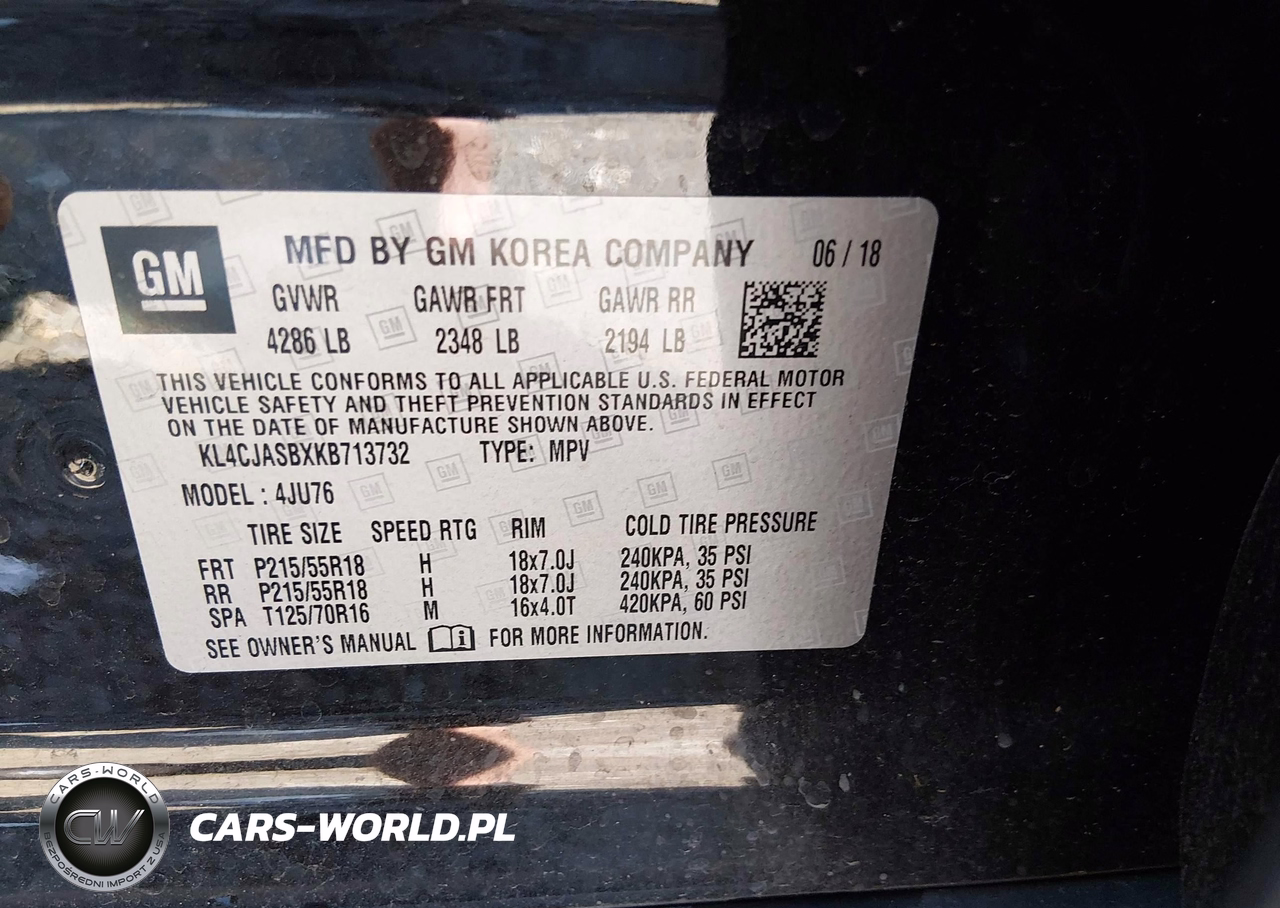 GM
MFD BY GM KOREA COMPANY 06 / 18
GVWR GAWR FRT GAWR RR
4286 LB 2348 LB 2194 LB
THIS VEHICLE CONFORMS TO ALL APPLICABLE U.S. FEDERAL MOTOR
VEHICLE SAFETY AND THEFT PREVENTION STANDARDS IN EFFECT
ON THE DATE OF MANUFACTURE SHOWN ABOVE.
KL4CJASBXKB713732 TYPE: MPV
MODEL : 4JU76
TIRE SIZE SPEED RTG RIM COLD TIRE PRESSURE
FRT P215/55R18 H 18x7.0J 240KPA, 35 PSI
RR P215/55R18 H 18x7.0J 240KPA, 35 PSI
SPA T125/70R16 M 16x4.0T 420KPA, 60 PSI
SEE OWNER'S MANUAL FOR MORE INFORMATION.
CARS-WORLD
CW
BEZPOŚREDNI IMPORT Z USA
CARS-WORLD.PL